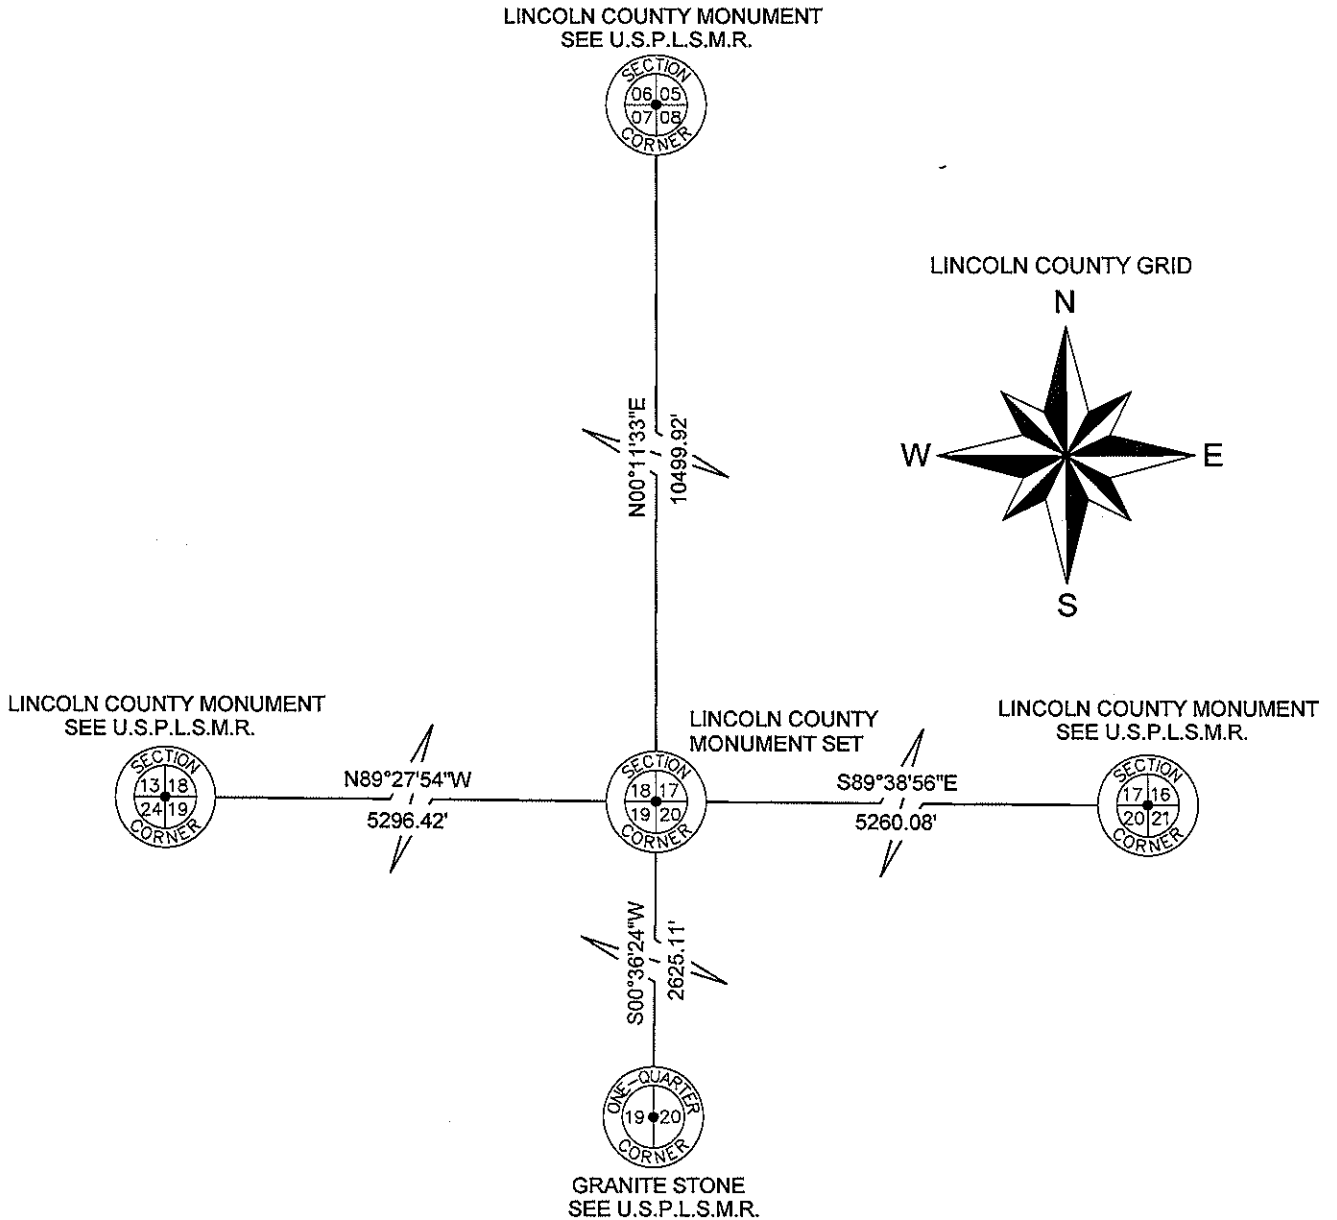 LINCOLN COUNTY MONUMENT
SEE U.S.P.L.S.M.R.
SECTION
06 05
07 08
CORNER
LINCOLN COUNTY GRID
N
W
E
S
N00°11'33"E
10499.92'
LINCOLN COUNTY MONUMENT
SEE U.S.P.L.S.M.R.
SECTION
13 18
24 19
CORNER
N89°27'54"W
5296.42'
LINCOLN COUNTY
MONUMENT SET
SECTION
18 17
19 20
CORNER
S89°38'56"E
5260.08'
LINCOLN COUNTY MONUMENT
SEE U.S.P.L.S.M.R.
SECTION
17 16
20 21
CORNER
S00°36'24"W
2625.11'
ONE-QUARTER
19 20
CORNER
GRANITE STONE
SEE U.S.P.L.S.M.R.